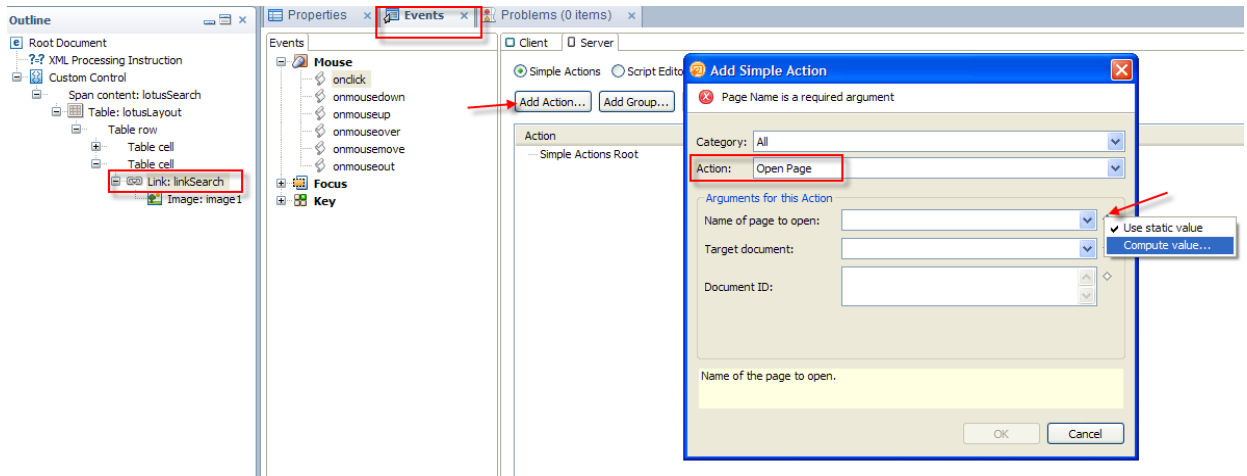 Outline
Root Document
?=? XML Processing Instruction
Custom Control
Span content: lotusSearch
Table: lotusLayout
Table row
Table cell
Table cell
Link: linkSearch
Image: image1
Properties
Events
Problems (0 items)
Events
Mouse
onclick
onmousedown
onmouseup
onmouseover
onmousemove
onmouseout
Focus
Key
Client
Server
Simple Actions
Script Edito
Add Action...
Add Group...
Action
Simple Actions Root
Add Simple Action
Page Name is a required argument
Category:
All
Action:
Open Page
Arguments for this Action
Name of page to open:
Target document:
Document ID:
Use static value
Compute value...
Name of the page to open.
OK
Cancel